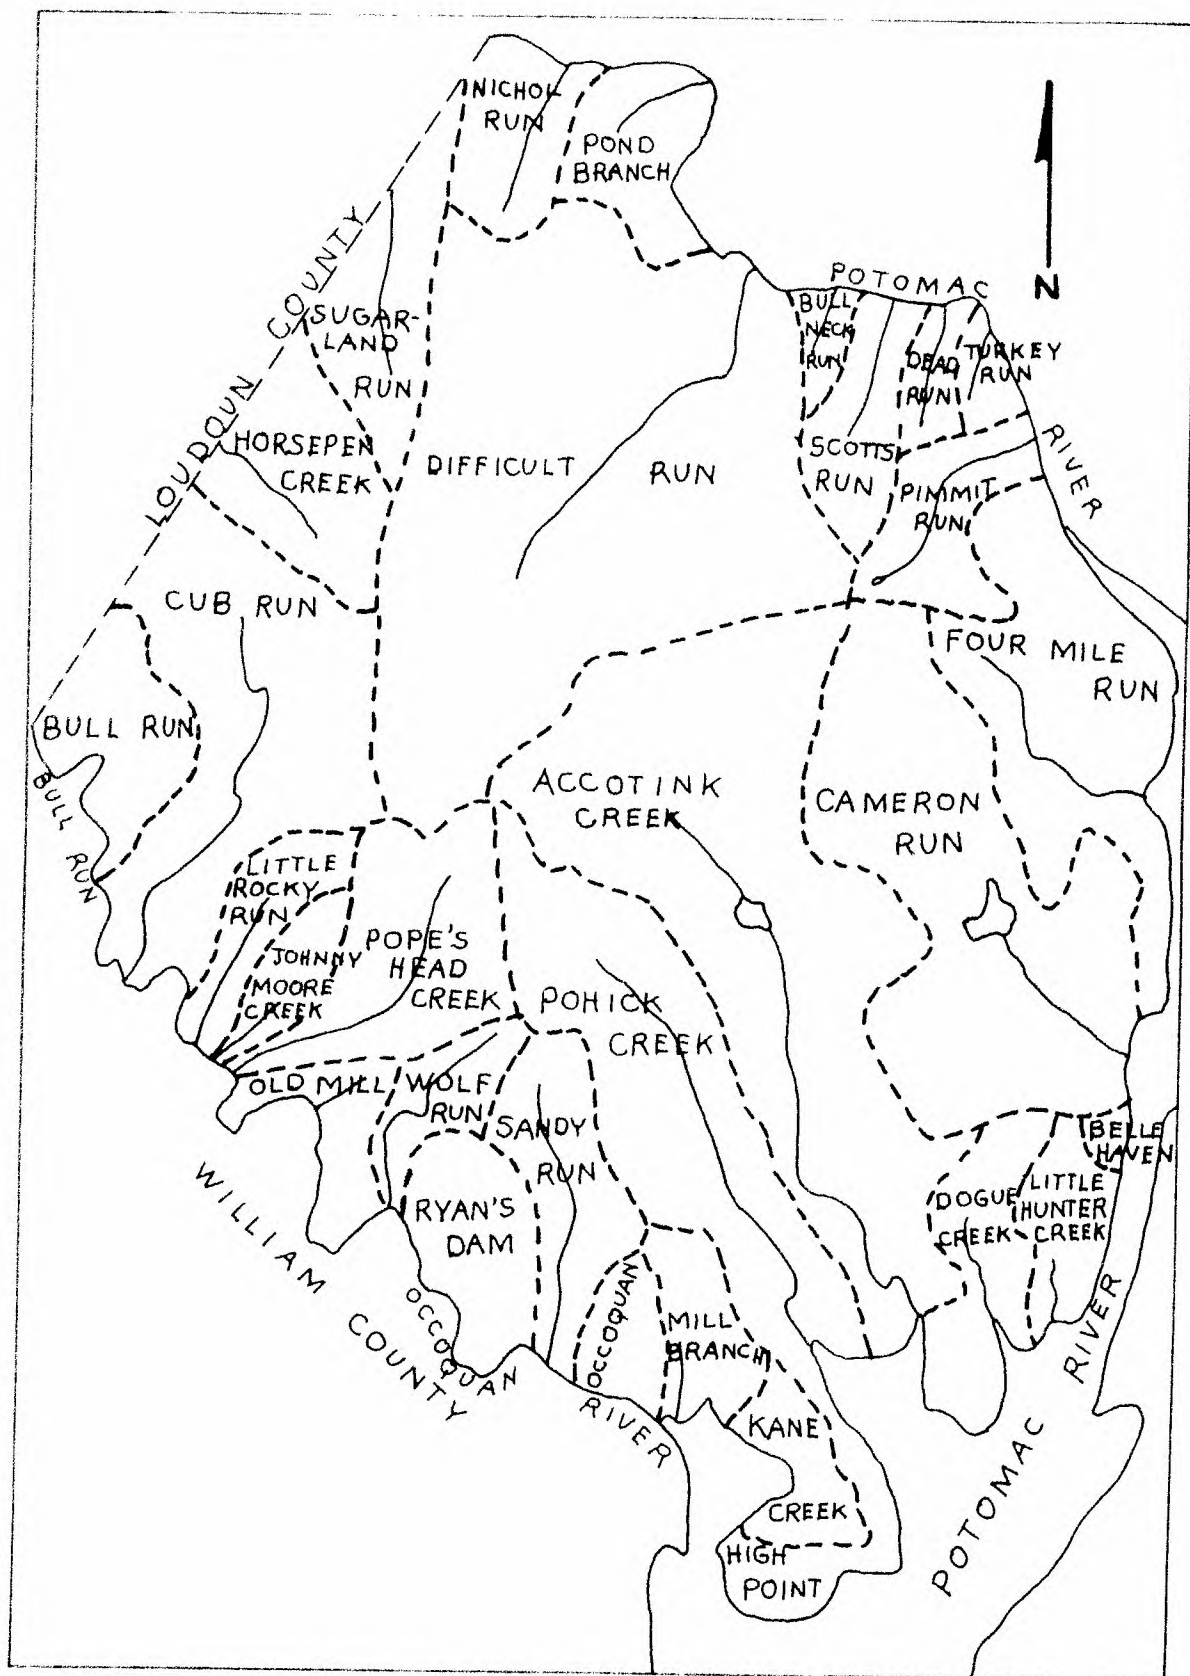 NICHOL
RUN
POND
BRANCH
LOUDOUN COUNTY
POTOMAC
RIVER
N
SUGAR-
LAND
RUN
BULL
NECK
RUN
DEAD
RUN
TURKEY
RUN
HORSEPEN
CREEK
DIFFICULT RUN
SCOTTS
RUN
PIMMIT
RUN
CUB RUN
FOUR MILE
RUN
BULL RUN
BULL RUN
ACCOTINK
CREEK
CAMERON
RUN
LITTLE
ROCKY
RUN
JOHNNY
MOORE
CREEK
POPE'S
HEAD
CREEK
POHICK
CREEK
OLD MILL
WOLF
RUN
SANDY
RUN
BELLE
HAVEN
RYAN'S
DAM
DOGUE
CREEK
LITTLE
HUNTER
CREEK
WILLIAM
COUNTY
OCCOQUAN
RIVER
OCCOQUAN
MILL
BRANCH
KANE
CREEK
HIGH
POINT
POTOMAC
RIVER